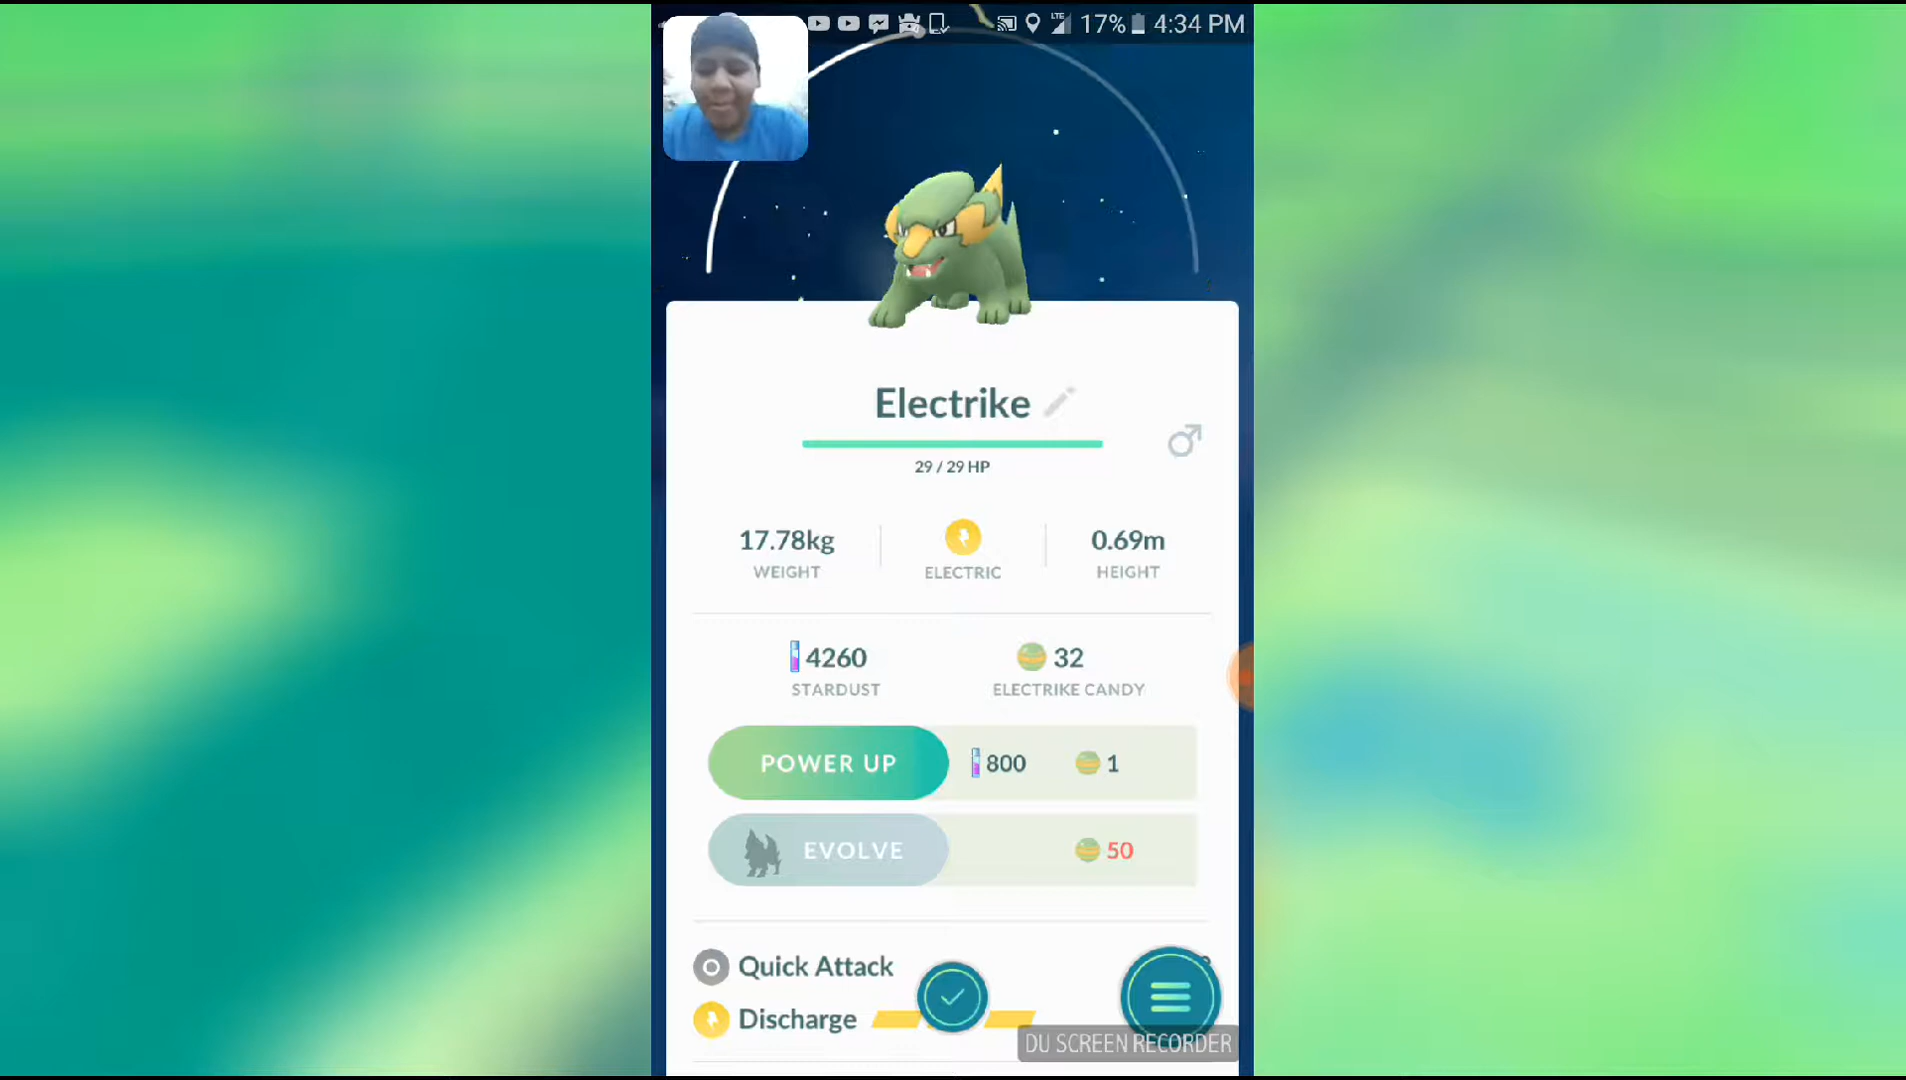 LTE 17% 4:34 PM
Electrike
29 / 29 HP
17.78kg
WEIGHT
ELECTRIC
0.69m
HEIGHT
4260
STARDUST
32
ELECTRIKE CANDY
POWER UP 800 1
EVOLVE 50
Quick Attack
Discharge
DU SCREEN RECORDER